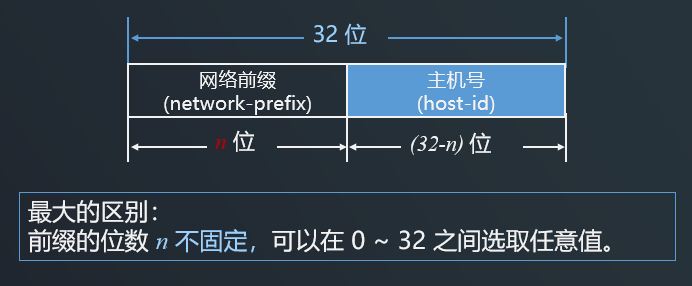 32 位
网络前缀
(network-prefix)
主机号
(host-id)
n 位
(32-n) 位
最大的区别：
前缀的位数 n 不固定，可以在 0 ~ 32 之间选取任意值。